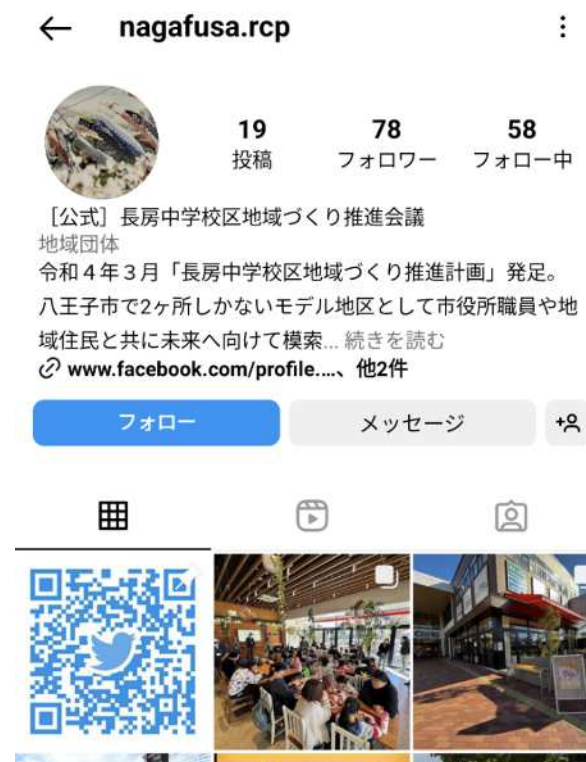 nagafusa.rcp
19
78
58
投稿
フォロワー
フォロー中
［公式］長房中学校区地域づくり推進会議
地域団体
令和４年３月「長房中学校区地域づくり推進計画」発足。
八王子市で2ヶ所しかないモデル地区として市役所職員や地
域住民と共に未来へ向けて模索... 続きを読む
www.facebook.com/profile.…、他2件
フォロー
メッセージ